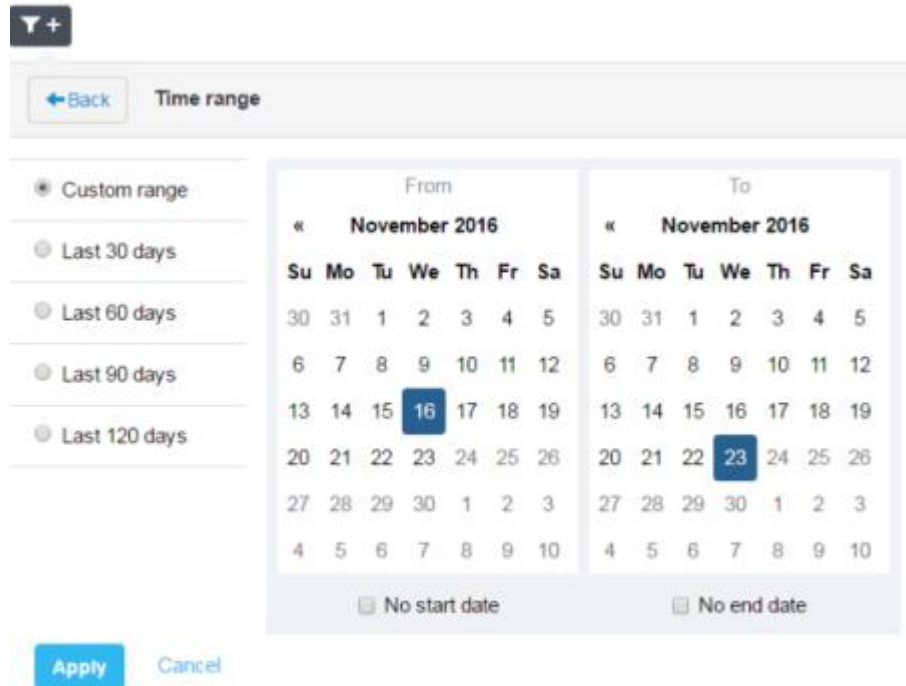 +
Back Time range
Custom range
Last 30 days
Last 60 days
Last 90 days
Last 120 days
From
« November 2016
Su Mo Tu We Th Fr Sa
30 31 1 2 3 4 5
6 7 8 9 10 11 12
13 14 15 16 17 18 19
20 21 22 23 24 25 26
27 28 29 30 1 2 3
4 5 6 7 8 9 10
No start date
To
« November 2016
Su Mo Tu We Th Fr Sa
30 31 1 2 3 4 5
6 7 8 9 10 11 12
13 14 15 16 17 18 19
20 21 22 23 24 25 26
27 28 29 30 1 2 3
4 5 6 7 8 9 10
No end date
Apply Cancel